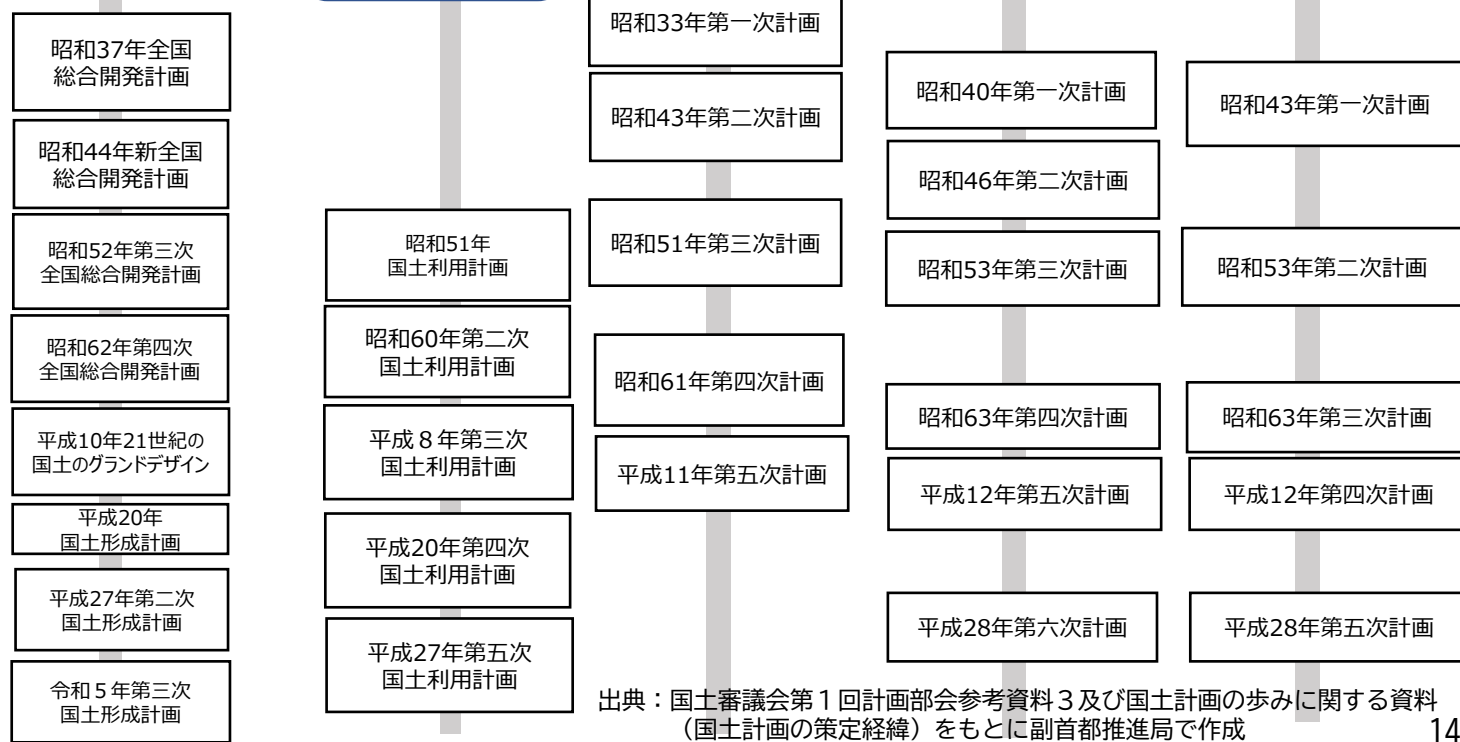 昭和37年全国
総合開発計画
昭和44年新全国
総合開発計画
昭和52年第三次
全国総合開発計画
昭和62年第四次
全国総合開発計画
平成10年21世紀の
国土のグランドデザイン
平成20年
国土形成計画
平成27年第二次
国土形成計画
令和５年第三次
国土形成計画
昭和51年
国土利用計画
昭和60年第二次
国土利用計画
平成８年第三次
国土利用計画
平成20年第四次
国土利用計画
平成27年第五次
国土利用計画
昭和33年第一次計画
昭和43年第二次計画
昭和51年第三次計画
昭和61年第四次計画
平成11年第五次計画
昭和40年第一次計画
昭和46年第二次計画
昭和53年第三次計画
昭和63年第四次計画
平成12年第五次計画
平成28年第六次計画
昭和43年第一次計画
昭和53年第二次計画
昭和63年第三次計画
平成12年第四次計画
平成28年第五次計画
出典：国土審議会第１回計画部会参考資料３及び国土計画の歩みに関する資料
（国土計画の策定経緯）をもとに副首都推進局で作成
14